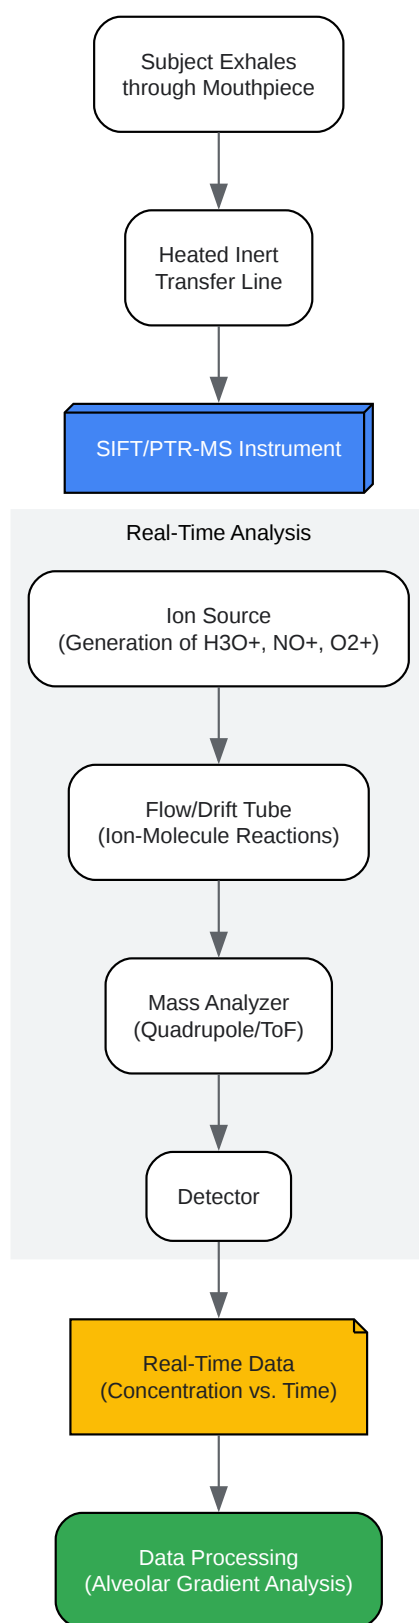 Subject Exhales
through Mouthpiece
Heated Inert
Transfer Line
SIFT/PTR-MS Instrument
Real-Time Analysis
Ion Source
(Generation of H3O+, NO+, O2+)
Flow/Drift Tube
(Ion-Molecule Reactions)
Mass Analyzer
(Quadrupole/ToF)
Detector
Real-Time Data
(Concentration vs. Time)
Data Processing
(Alveolar Gradient Analysis)